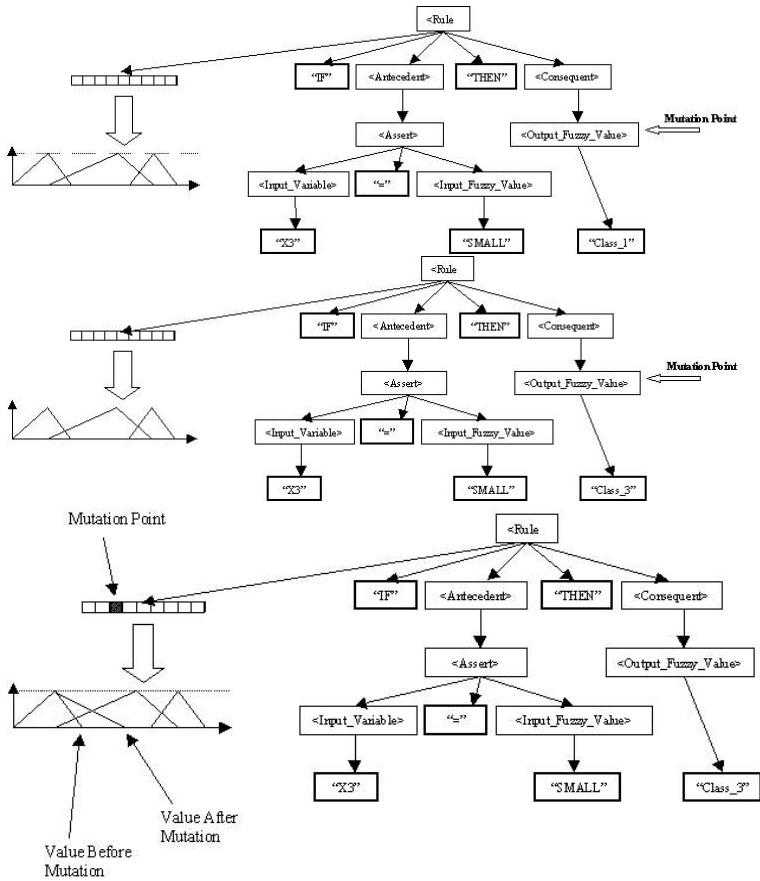 <Rule
“IF”
<Antecedent>
“THEN”
<Consequent>
Mutation Point
<Assert>
<Output_Fuzzy_Value>
<Input_Variable>
“=”
<Input_Fuzzy_Value>
“X3”
“SMALL”
“Class_1”
<Rule
“IF”
<Antecedent>
“THEN”
<Consequent>
Mutation Point
<Assert>
<Output_Fuzzy_Value>
<Input_Variable>
“=”
<Input_Fuzzy_Value>
“X3”
“SMALL”
“Class_3”
Mutation Point
<Rule
“IF”
<Antecedent>
“THEN”
<Consequent>
<Assert>
<Output_Fuzzy_Value>
<Input_Variable>
“=”
<Input_Fuzzy_Value>
“X3”
“SMALL”
“Class_3”
Value After
Mutation
Value Before
Mutation